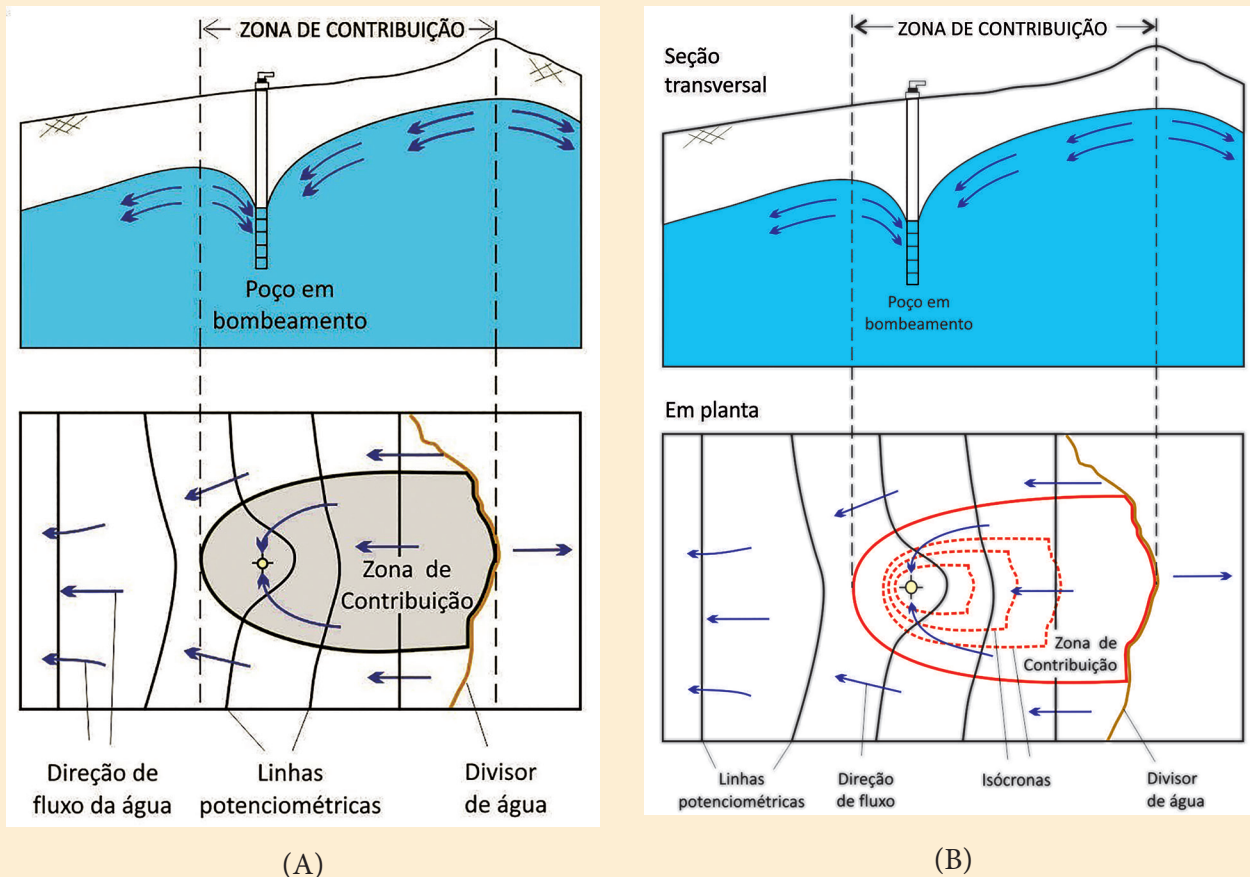 ZONA DE CONTRIBUIÇÃO
Poço em
bombeamento
Zona de
Contribuição
Direção de
fluxo da água
Linhas
potenciométricas
Divisor
de água
(A)
ZONA DE CONTRIBUIÇÃO
Seção
transversal
Poço em
bombeamento
Em planta
Zona de
Contribuição
Linhas
potenciométricas
Direção
de fluxo
Isócronas
Divisor
de água
(B)